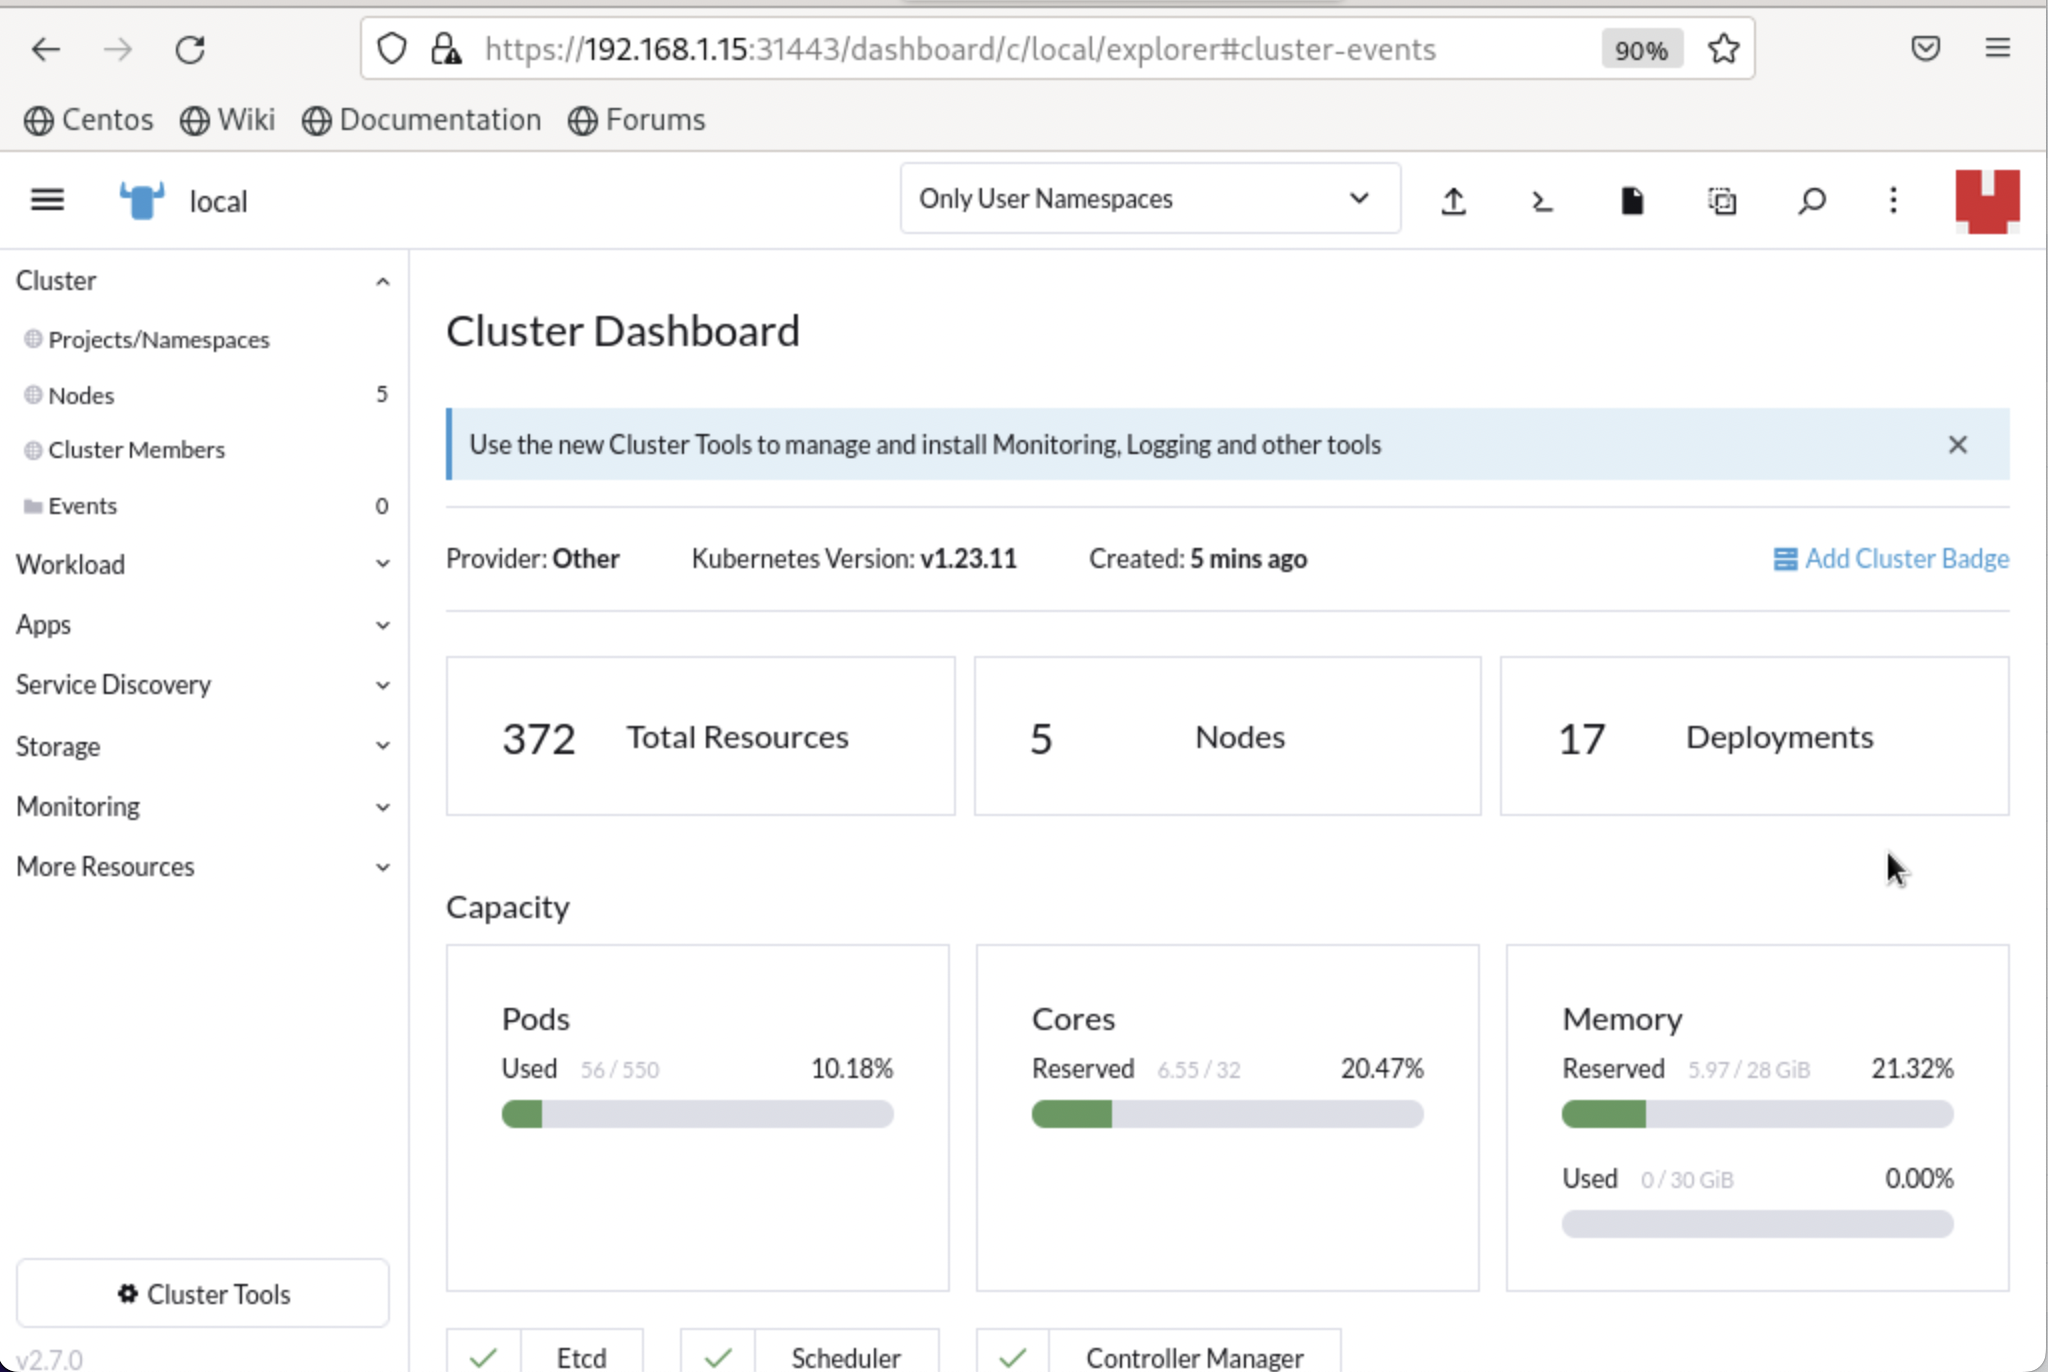 https://192.168.1.15:31443/dashboard/c/local/explorer#cluster-events
90%
Centos
Wiki
Documentation
Forums
local
Only User Namespaces
Cluster
Projects/Namespaces
Nodes 5
Cluster Members
Events 0
Workload
Apps
Service Discovery
Storage
Monitoring
More Resources
Cluster Tools
v2.7.0
Cluster Dashboard
Use the new Cluster Tools to manage and install Monitoring, Logging and other tools
Provider: Other
Kubernetes Version: v1.23.11
Created: 5 mins ago
Add Cluster Badge
372 Total Resources
5 Nodes
17 Deployments
Capacity
Pods
Used 56 / 550 10.18%
Cores
Reserved 6.55 / 32 20.47%
Memory
Reserved 5.97 / 28 GiB 21.32%
Used 0 / 30 GiB 0.00%
Etcd
Scheduler
Controller Manager